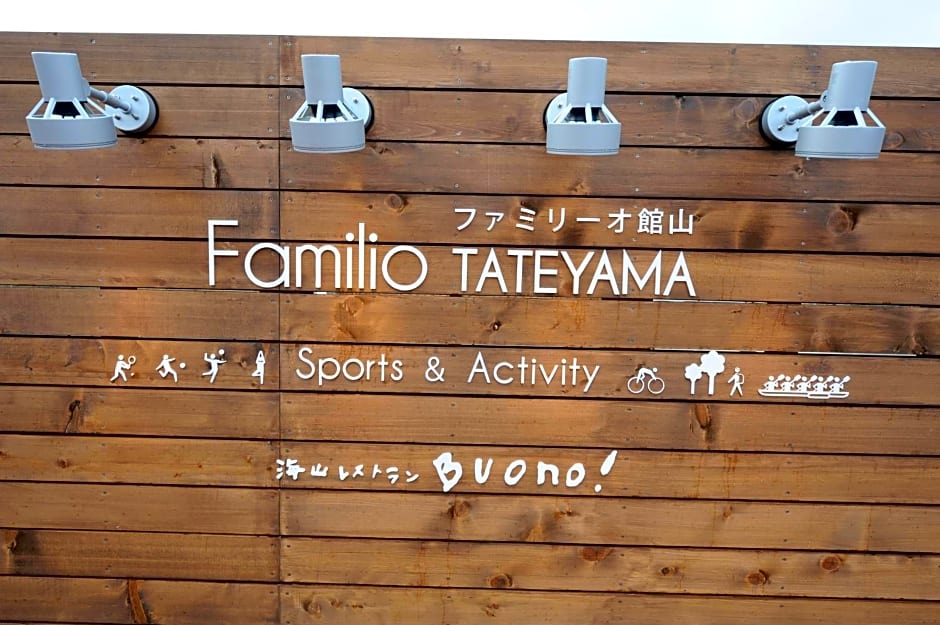 ファミリーオ館山
Familio TATEYAMA
Sports & Activity
海山レストラン Buono!